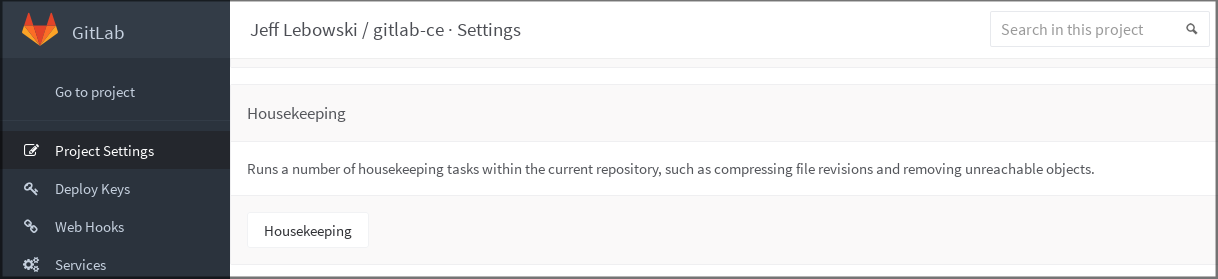 GitLab
Jeff Lebowski / gitlab-ce · Settings
Search in this project
Go to project
Project Settings
Deploy Keys
Web Hooks
Services
Housekeeping
Runs a number of housekeeping tasks within the current repository, such as compressing file revisions and removing unreachable objects.
Housekeeping